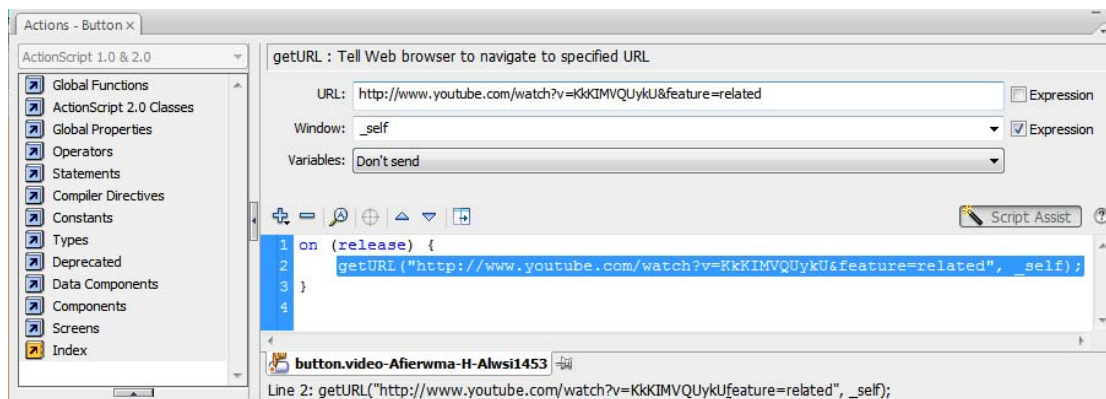 Actions - Button ×
ActionScript 1.0 & 2.0
Global Functions
ActionScript 2.0 Classes
Global Properties
Operators
Statements
Compiler Directives
Constants
Types
Deprecated
Data Components
Components
Screens
Index
getURL : Tell Web browser to navigate to specified URL
URL: http://www.youtube.com/watch?v=KkKIMVQUykU&feature=related Expression
Window: _self Expression
Variables: Don't send
Script Assist
1 on (release) {
2 getURL("http://www.youtube.com/watch?v=KkKIMVQUykU&feature=related", _self);
3 }
4
button.video-Afierwma-H-Alwsi1453
Line 2: getURL("http://www.youtube.com/watch?v=KkKIMVQUykUfeature=related", _self);